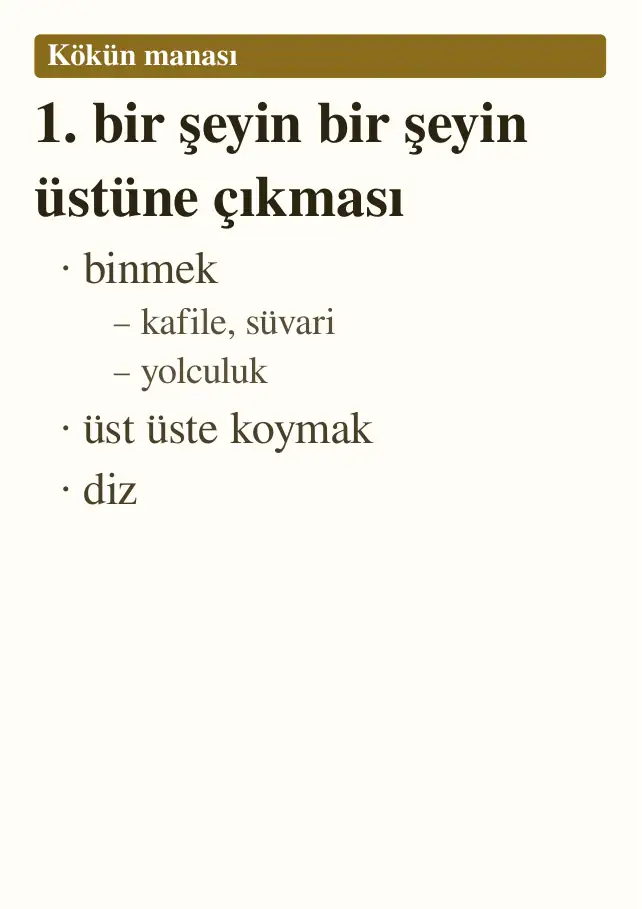 Kökün manası
1. bir şeyin bir şeyin
üstüne çıkması
· binmek
– kafile, süvari
– yolculuk
· üst üste koymak
· diz